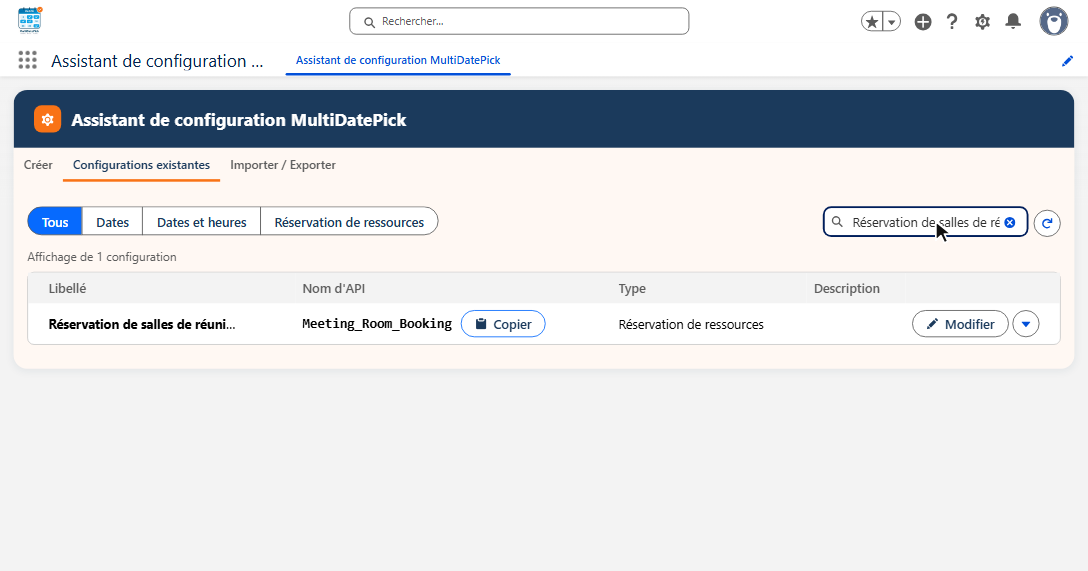 Rechercher...
Assistant de configuration ...
Assistant de configuration MultiDatePick
Assistant de configuration MultiDatePick
Créer
Configurations existantes
Importer / Exporter
Tous
Dates
Dates et heures
Réservation de ressources
Réservation de salles de ré
Affichage de 1 configuration
Libellé
Nom d'API
Type
Description
Réservation de salles de réuni...
Meeting_Room_Booking
Copier
Réservation de ressources
Modifier